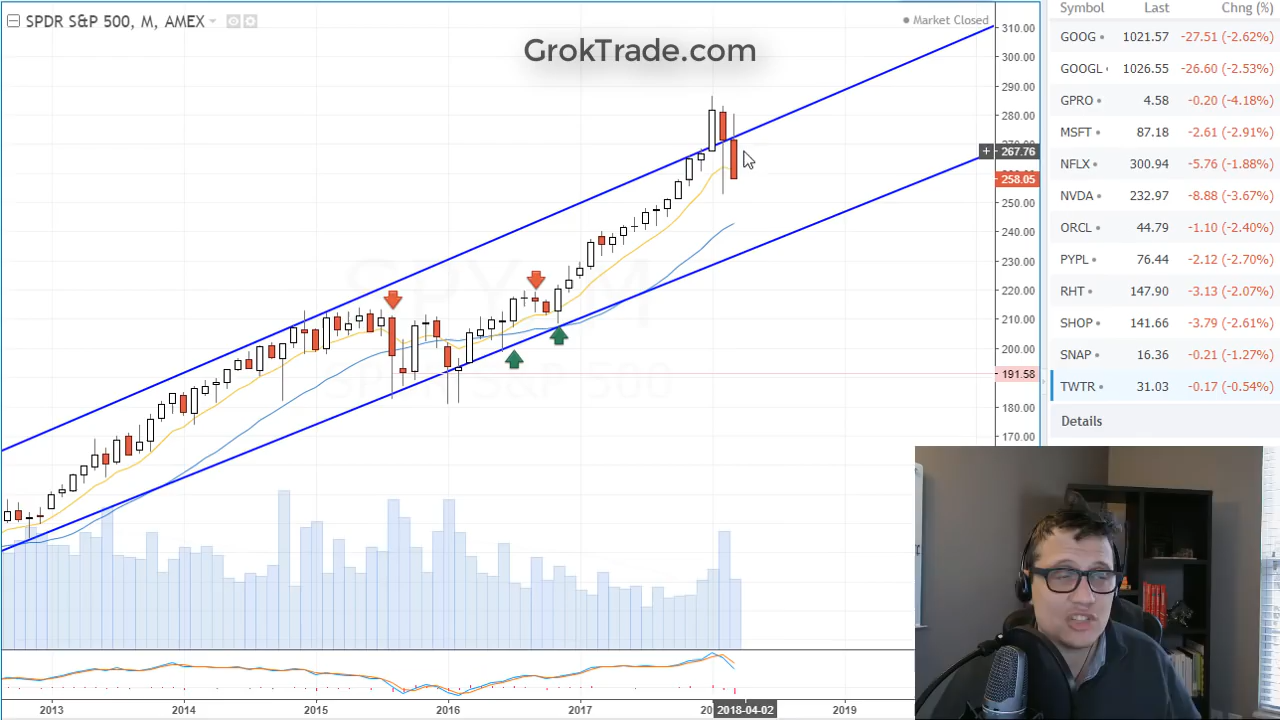 SPDR S&P 500, M, AMEX
Market Closed
GrokTrade.com
310.00
300.00
290.00
280.00
267.76
258.05
250.00
240.00
230.00
220.00
210.00
200.00
191.58
180.00
170.00
SPY, M
SPDR S&P 500
2013
2014
2015
2016
2017
2018-04-02
2019
Symbol Last Chng (%)
GOOG 1021.57 -27.51 (-2.62%)
GOOGL 1026.55 -26.60 (-2.53%)
GPRO 4.58 -0.20 (-4.18%)
MSFT 87.18 -2.61 (-2.91%)
NFLX 300.94 -5.76 (-1.88%)
NVDA 232.97 -8.88 (-3.67%)
ORCL 44.79 -1.10 (-2.40%)
PYPL 76.44 -2.12 (-2.70%)
RHT 147.90 -3.13 (-2.07%)
SHOP 141.66 -3.79 (-2.61%)
SNAP 16.36 -0.21 (-1.27%)
TWTR 31.03 -0.17 (-0.54%)
Details